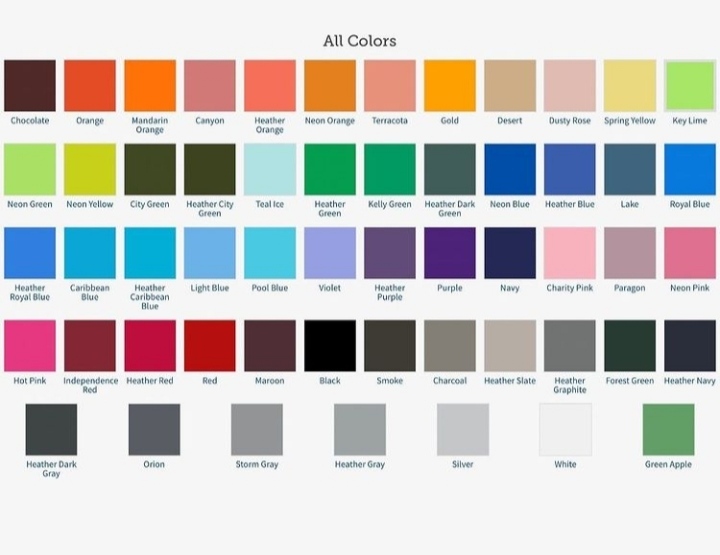 All Colors
Chocolate
Orange
Mandarin
Orange
Canyon
Heather
Orange
Neon Orange
Terracota
Gold
Desert
Dusty Rose
Spring Yellow
Key Lime
Neon Green
Neon Yellow
City Green
Heather City
Green
Teal Ice
Heather
Green
Kelly Green
Heather Dark
Green
Neon Blue
Heather Blue
Lake
Royal Blue
Heather
Royal Blue
Caribbean
Blue
Heather
Caribbean
Blue
Light Blue
Pool Blue
Violet
Heather
Purple
Purple
Navy
Charity Pink
Paragon
Neon Pink
Hot Pink
Independence
Red
Heather Red
Red
Maroon
Black
Smoke
Charcoal
Heather Slate
Heather
Graphite
Forest Green
Heather Navy
Heather Dark
Gray
Orion
Storm Gray
Heather Gray
Silver
White
Green Apple